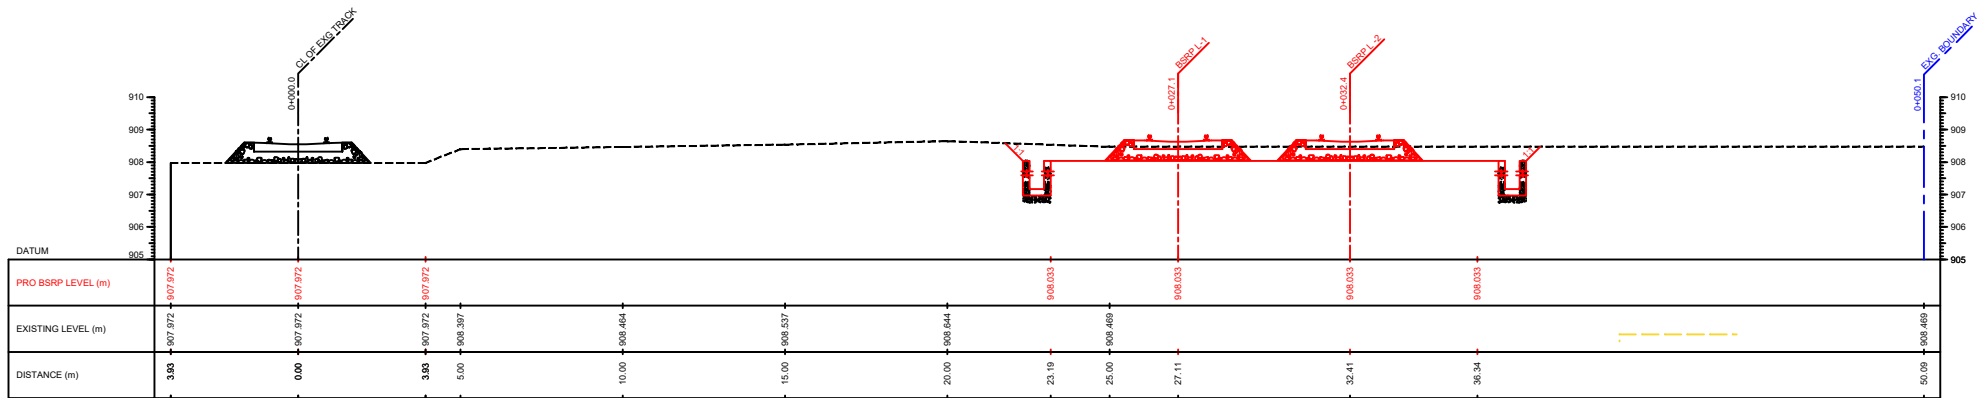 CL OF EXG TRACK
0+000.0
BSRP L-1
0+027.1
BSRP L -2
0+032.4
EXG. BOUNDARY
0+050.1
910
909
908
907
906
905
910
909
908
907
906
905
1:1
1:1
DATUM
PRO BSRP LEVEL (m)
907.972 907.972 907.972 908.033 908.033 908.033 908.033
EXISTING LEVEL (m)
907.972 907.972 907.972 908.397 908.464 908.537 908.644 908.469 908.469
DISTANCE (m)
3.93 0.00 3.93 5.00 10.00 15.00 20.00 23.19 25.00 27.11 32.41 36.34 50.09